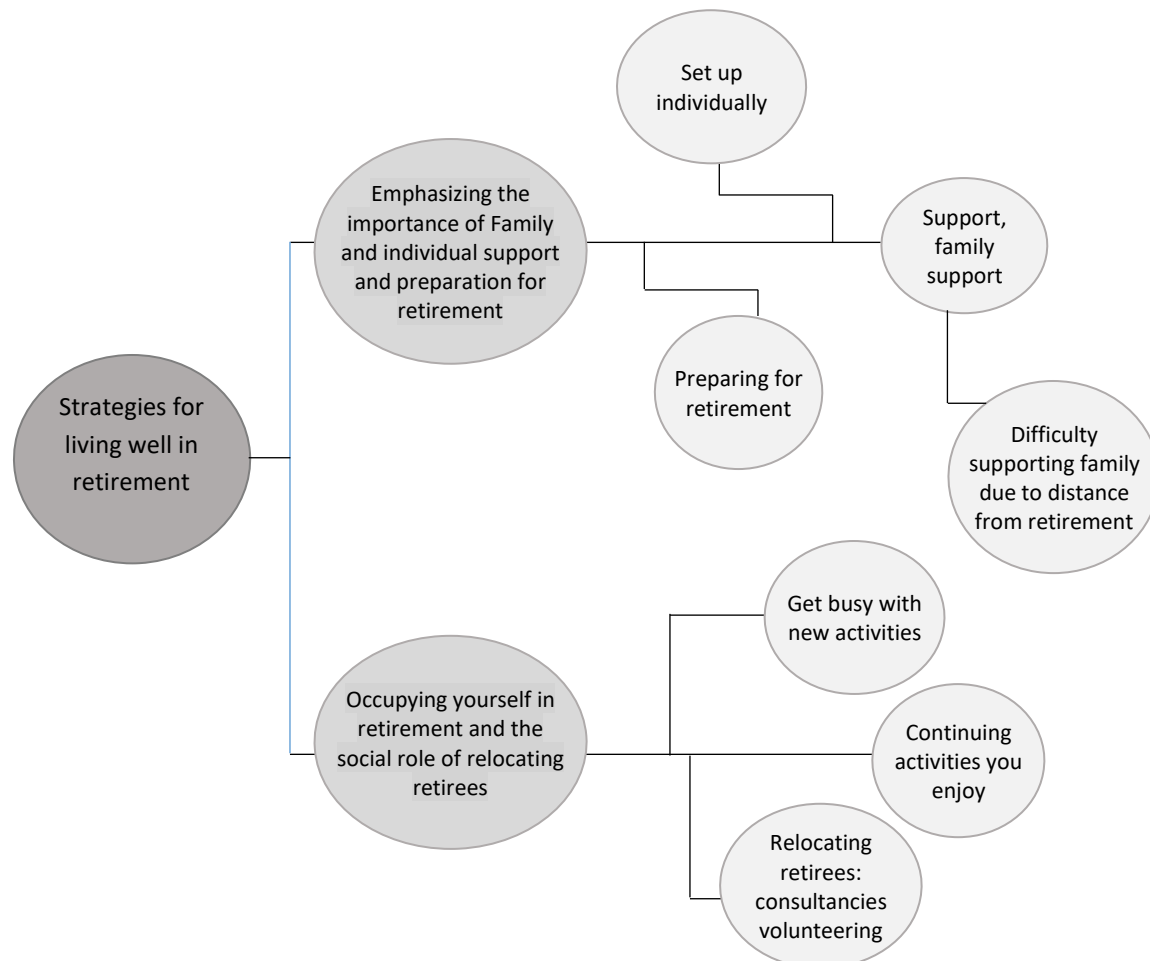 Set up
individually
Emphasizing the
importance of Family
and individual support
and preparation for
retirement
Support,
family
support
Preparing for
retirement
Strategies for
living well in
retirement
Difficulty
supporting family
due to distance
from retirement
Get busy with
new activities
Occupying yourself in
retirement and the
social role of relocating
retirees
Continuing
activities you
enjoy
Relocating
retirees:
consultancies
volunteering